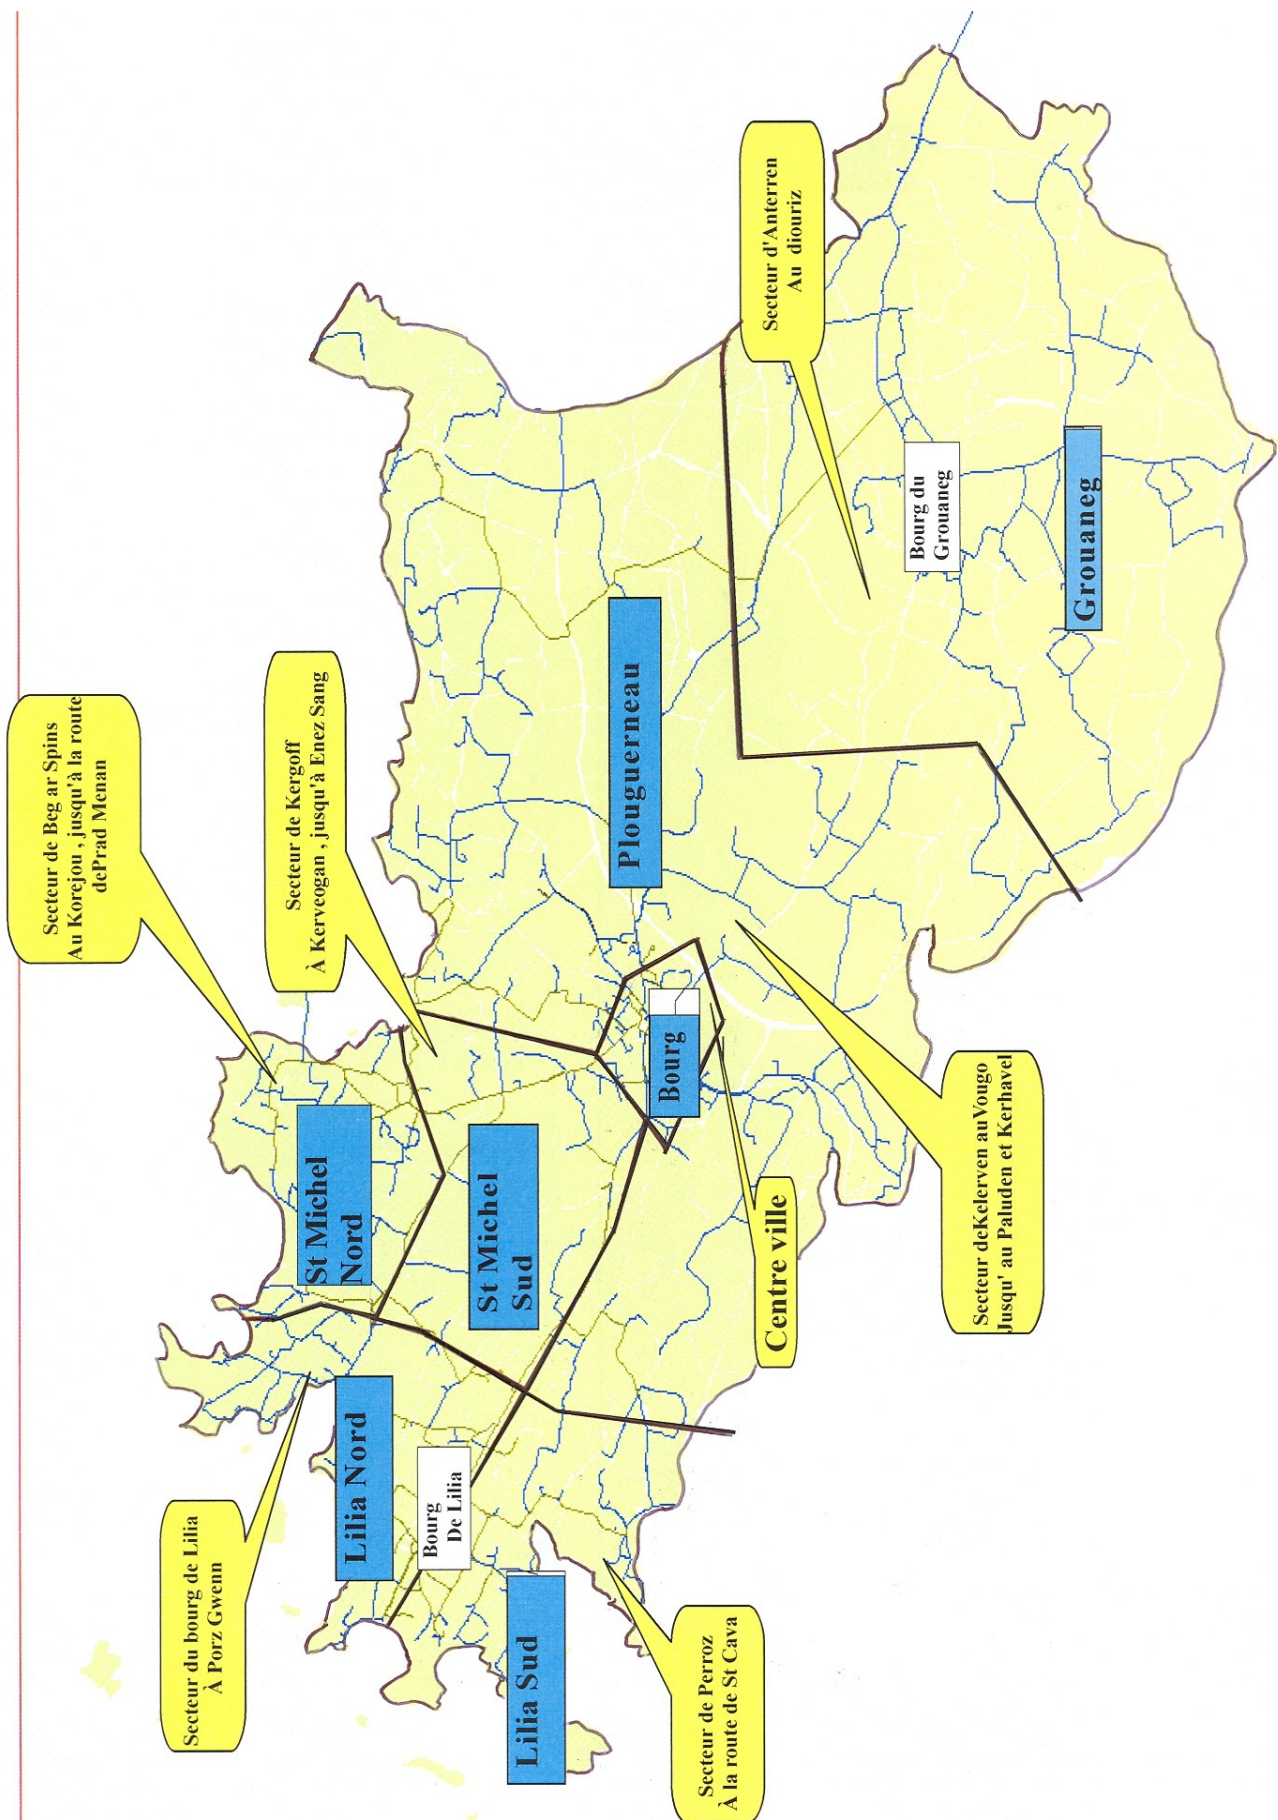 Secteur de Beg ar Spins
Au Korejou , jusqu'à la route
dePrad Menan
Secteur de Kergoff
À Kerveogan , jusqu'à Enez Sang
Secteur d'Anterren
Au diouriz
Secteur du bourg de Lilia
À Porz Gwenn
St Michel
Nord
St Michel
Sud
Lilia Nord
Bourg
De Lilia
Lilia Sud
Plouguerneau
Bourg
Bourg du
Grouaneg
Grouaneg
Centre ville
Secteur de Perroz
À la route de St Cava
Secteur deKelerven auVougo
Jusqu' au Paluden et Kerhavel